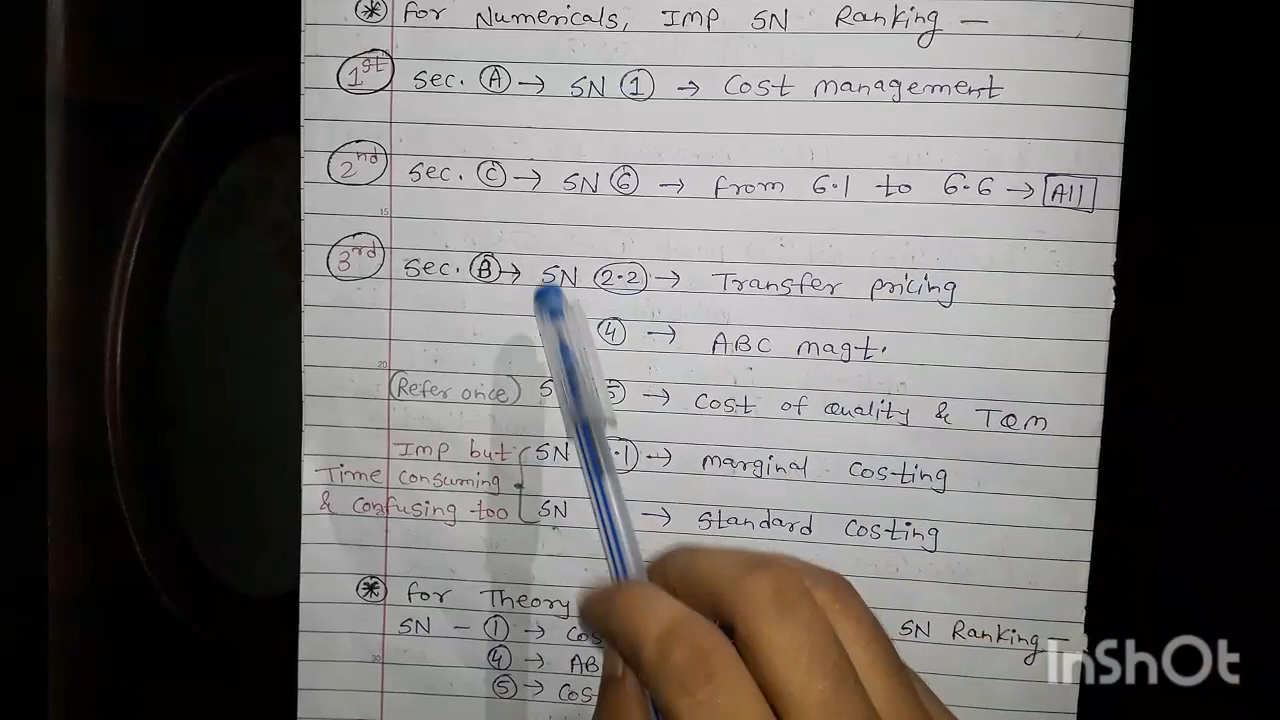 * For Numericals, Imp SN Ranking —
1st Sec. A → SN 1 → Cost management
2nd Sec. C → SN 6 → from 6.1 to 6.6 → All
15
3rd Sec. B → SN 2.2 → Transfer pricing
4 → ABC magt.
20
(Refer once) → Cost of Quality & TQM
Imp but SN → marginal costing
Time consuming
& confusing too SN → Standard costing
* For Theory SN Ranking —
SN - 1 →
4 →
30
5 →
InShOt